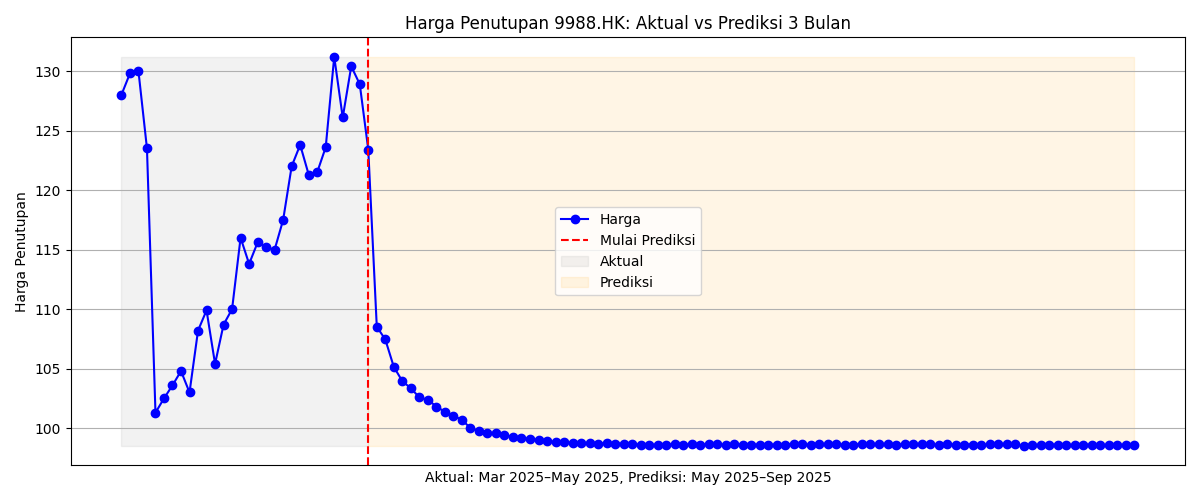 Harga Penutupan 9988.HK: Aktual vs Prediksi 3 Bulan
Harga Penutupan
130
125
120
115
110
105
100
Harga
Mulai Prediksi
Aktual
Prediksi
Aktual: Mar 2025–May 2025, Prediksi: May 2025–Sep 2025